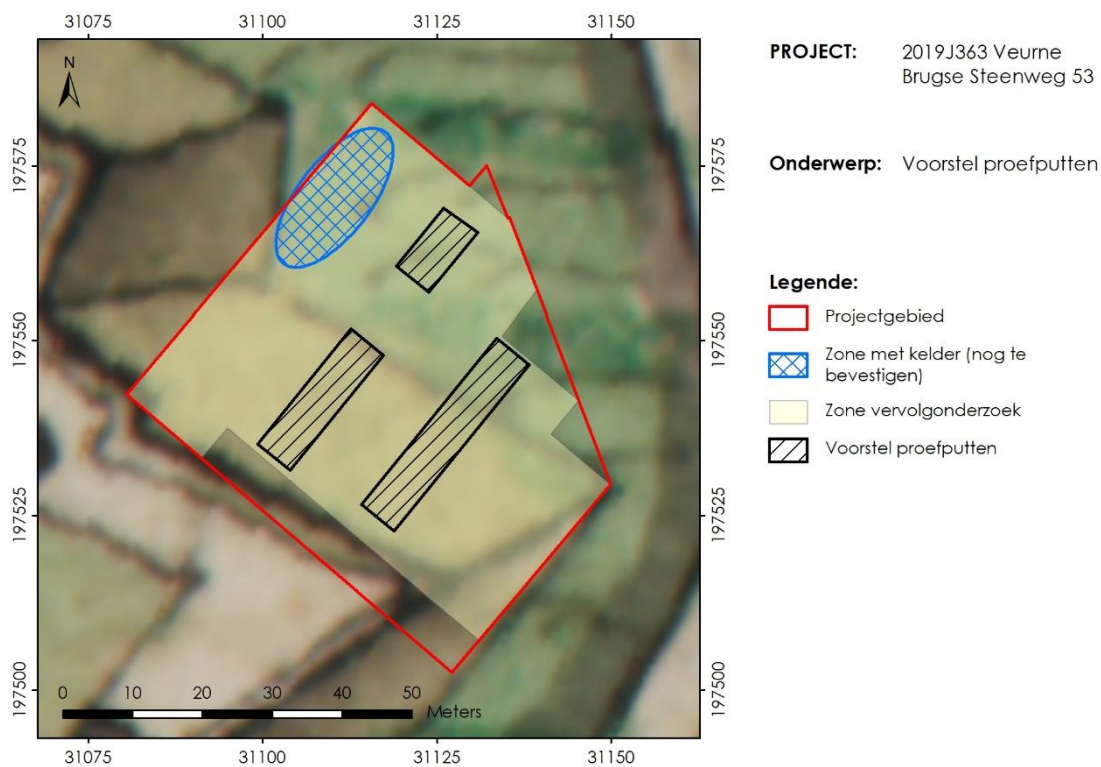 31075 31100 31125 31150
N
197575 197575
197550 197550
197525 197525
197500 197500
0 10 20 30 40 50
Meters
31075 31100 31125 31150
PROJECT: 2019J363 Veurne
Brugse Steenweg 53
Onderwerp: Voorstel proefputten
Legende:
Projectgebied
Zone met kelder (nog te
bevestigen)
Zone vervolgonderzoek
Voorstel proefputten